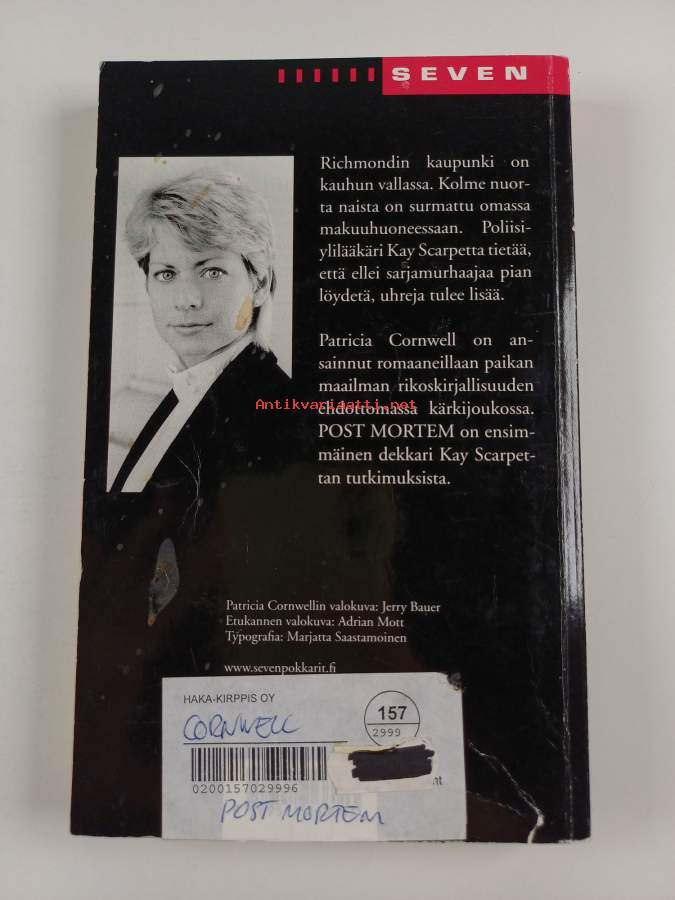 SEVEN
Richmondin kaupunki on
kauhun vallassa. Kolme nuor-
ta naista on surmattu omassa
makuuhuoneessaan. Poliisi-
ylilääkäri Kay Scarpetta tietää,
että ellei sarjamurhaajaa pian
löydetä, uhreja tulee lisää.
Patricia Cornwell on an-
sainnut romaaneillaan paikan
maailman rikoskirjallisuuden
Antikvariaatti.net
ehdottomassa kärkijoukossa.
POST MORTEM on ensim-
mäinen dekkari Kay Scarpet-
tan tutkimuksista.
Patricia Cornwellin valokuva: Jerry Bauer
Etukannen valokuva: Adrian Mott
Typografia: Marjatta Saastamoinen
www.sevenpokkarit.fi
HAKA-KIRPPIS OY
157
CORNWELL
2999
0200157029996
POST MORTEM